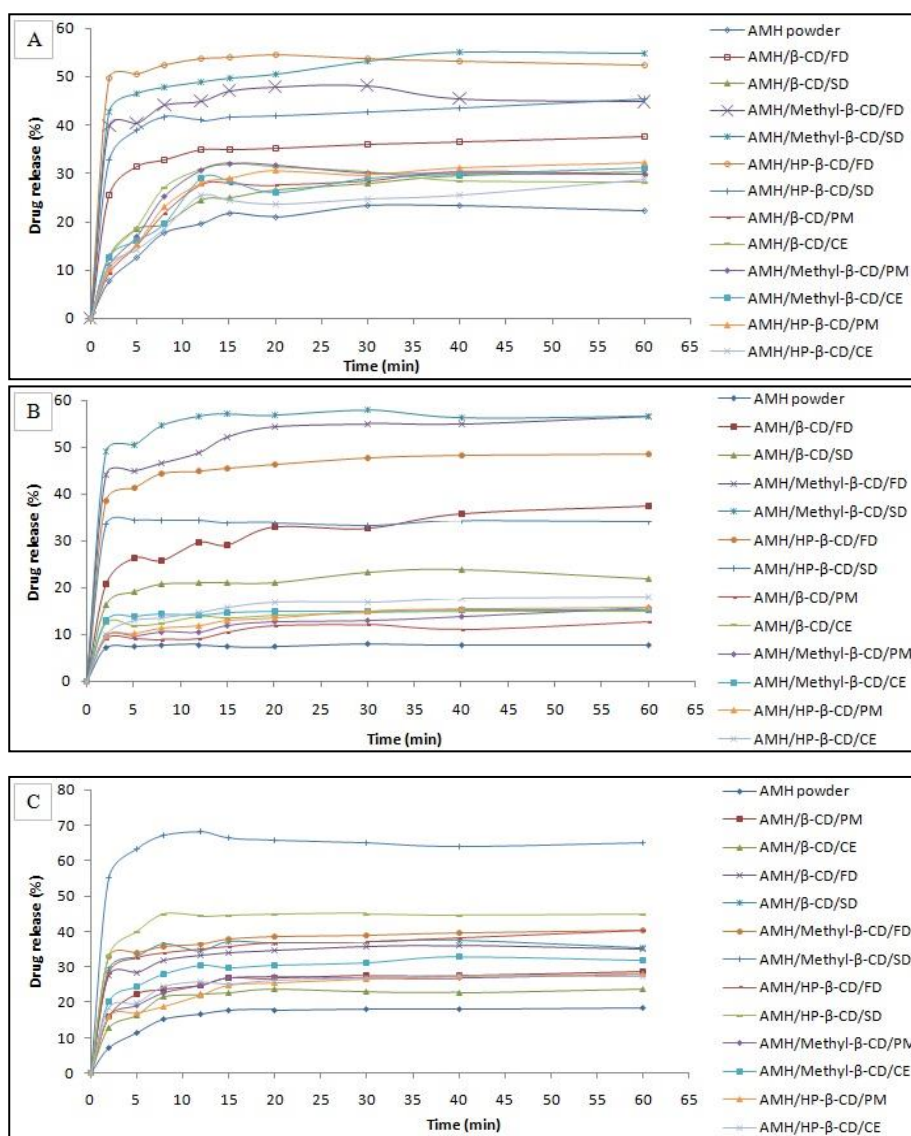 A
60
50
40
30
20
10
0
Drug release (%)
0 5 10 15 20 25 30 35 40 45 50 55 60 65
Time (min)
AMH powder
AMH/β-CD/FD
AMH/β-CD/SD
AMH/Methyl-β-CD/FD
AMH/Methyl-β-CD/SD
AMH/HP-β-CD/FD
AMH/HP-β-CD/SD
AMH/β-CD/PM
AMH/β-CD/CE
AMH/Methyl-β-CD/PM
AMH/Methyl-β-CD/CE
AMH/HP-β-CD/PM
AMH/HP-β-CD/CE
B
60
50
40
30
20
10
0
Drug release (%)
0 5 10 15 20 25 30 35 40 45 50 55 60 65
Time (min)
AMH powder
AMH/β-CD/FD
AMH/β-CD/SD
AMH/Methyl-β-CD/FD
AMH/Methyl-β-CD/SD
AMH/HP-β-CD/FD
AMH/HP-β-CD/SD
AMH/β-CD/PM
AMH/β-CD/CE
AMH/Methyl-β-CD/PM
AMH/Methyl-β-CD/CE
AMH/HP-β-CD/PM
AMH/HP-β-CD/CE
C
80
70
60
50
40
30
20
10
0
Drug release (%)
0 5 10 15 20 25 30 35 40 45 50 55 60 65
Time (min)
AMH powder
AMH/β-CD/PM
AMH/β-CD/CE
AMH/β-CD/FD
AMH/β-CD/SD
AMH/Methyl-β-CD/FD
AMH/Methyl-β-CD/SD
AMH/HP-β-CD/FD
AMH/HP-β-CD/SD
AMH/Methyl-β-CD/PM
AMH/Methyl-β-CD/CE
AMH/HP-β-CD/PM
AMH/HP-β-CD/CE